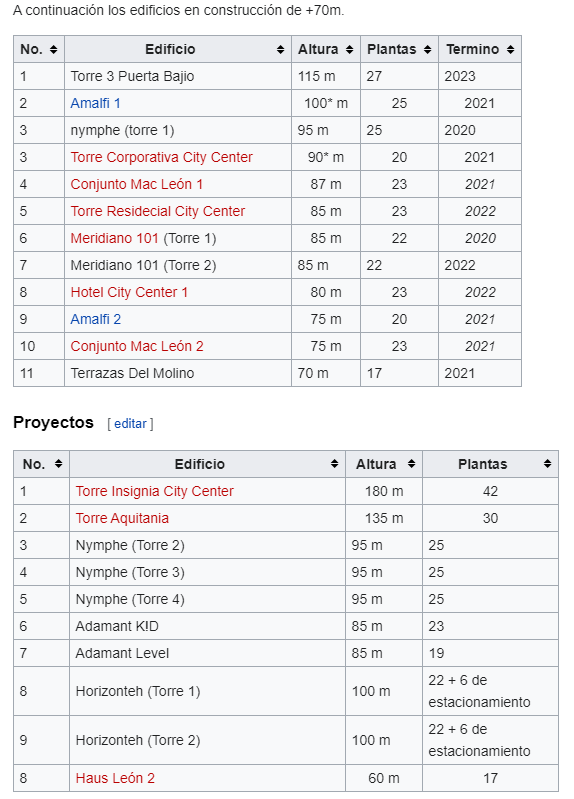 A continuación los edificios en construcción de +70m.
No. Edificio Altura Plantas Termino
1 Torre 3 Puerta Bajio 115 m 27 2023
2 Amalfi 1 100* m 25 2021
3 nymphe (torre 1) 95 m 25 2020
3 Torre Corporativa City Center 90* m 20 2021
4 Conjunto Mac León 1 87 m 23 2021
5 Torre Residecial City Center 85 m 23 2022
6 Meridiano 101 (Torre 1) 85 m 22 2020
7 Meridiano 101 (Torre 2) 85 m 22 2022
8 Hotel City Center 1 80 m 23 2022
9 Amalfi 2 75 m 20 2021
10 Conjunto Mac León 2 75 m 23 2021
11 Terrazas Del Molino 70 m 17 2021
Proyectos [ editar ]
No. Edificio Altura Plantas
1 Torre Insignia City Center 180 m 42
2 Torre Aquitania 135 m 30
3 Nymphe (Torre 2) 95 m 25
4 Nymphe (Torre 3) 95 m 25
5 Nymphe (Torre 4) 95 m 25
6 Adamant K!D 85 m 23
7 Adamant Level 85 m 19
8 Horizonteh (Torre 1) 100 m 22 + 6 de
estacionamiento
9 Horizonteh (Torre 2) 100 m 22 + 6 de
estacionamiento
8 Haus León 2 60 m 17